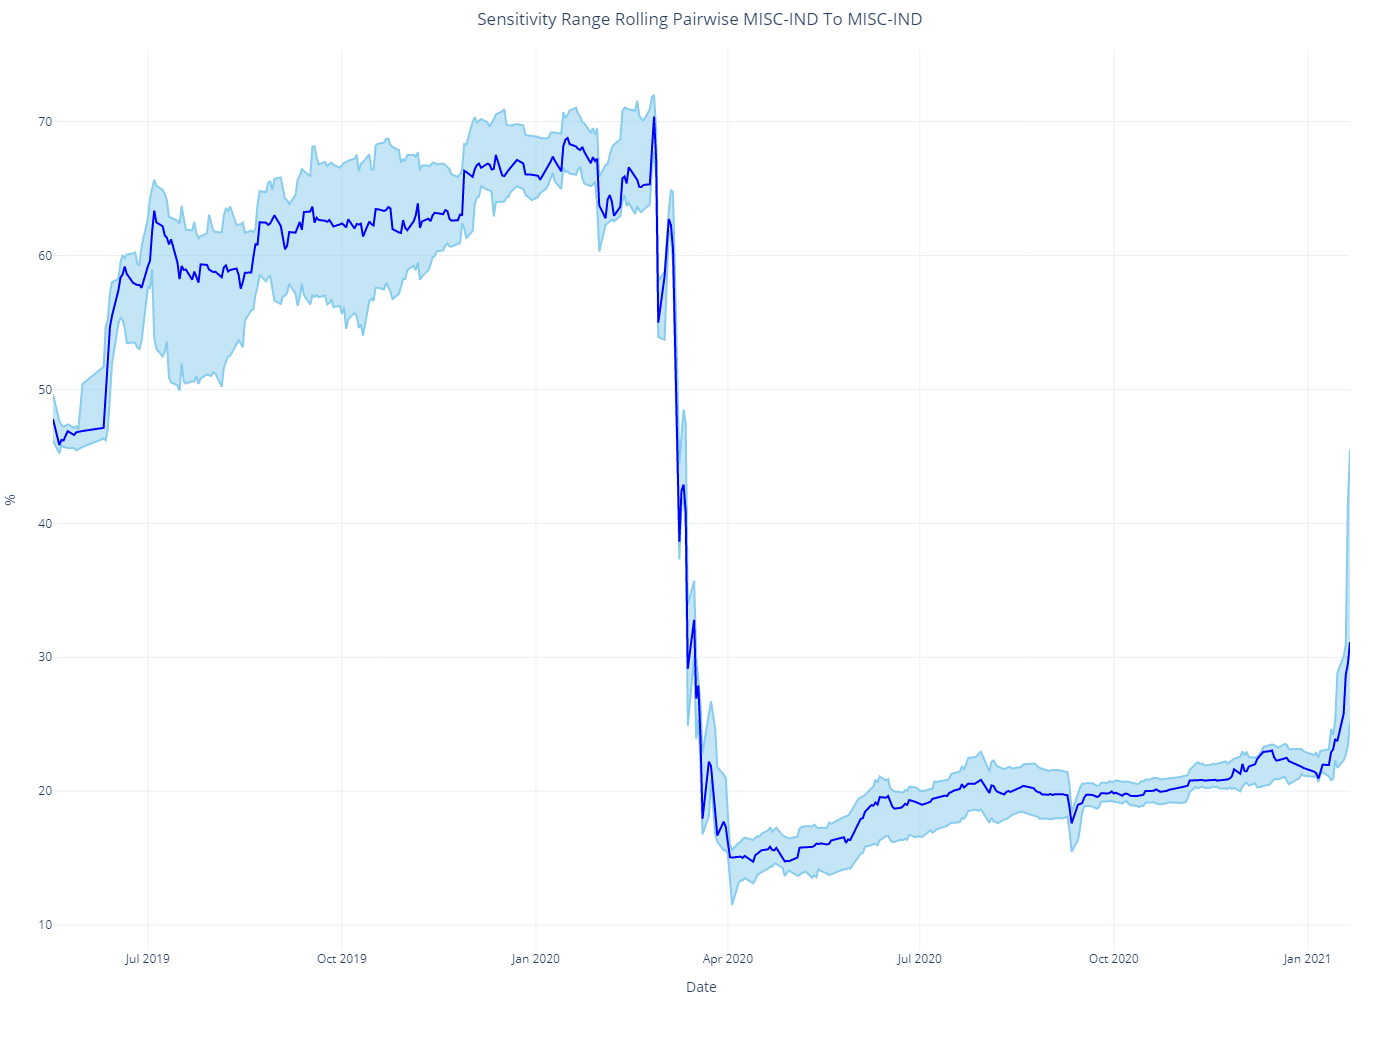 Sensitivity Range Rolling Pairwise MISC-IND To MISC-IND
70
60
50
40
30
20
10
%
Jul 2019
Oct 2019
Jan 2020
Apr 2020
Jul 2020
Oct 2020
Jan 2021
Date